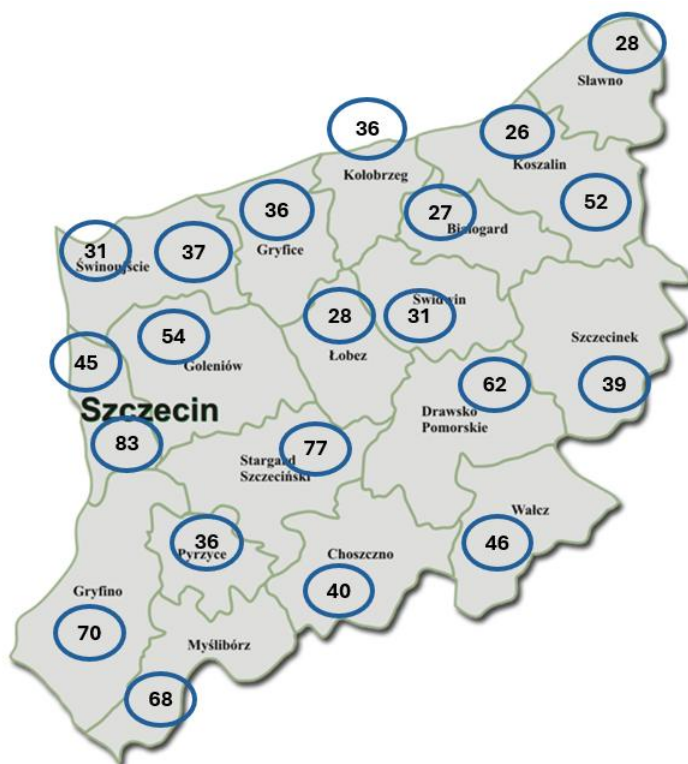 28
Sławno
36
26
Koszalin
Kołobrzeg
52
36
27
Białogard
Gryfice
31
37
Świnoujście
28
31
Świdwin
54
Łobez
Szczecinek
45
Goleniów
62
39
Szczecin
Drawsko
Pomorskie
83
77
Stargard
Szczeciński
Wałcz
36
46
Pyrzyce
Choszczno
Gryfino
40
70
Myślibórz
68